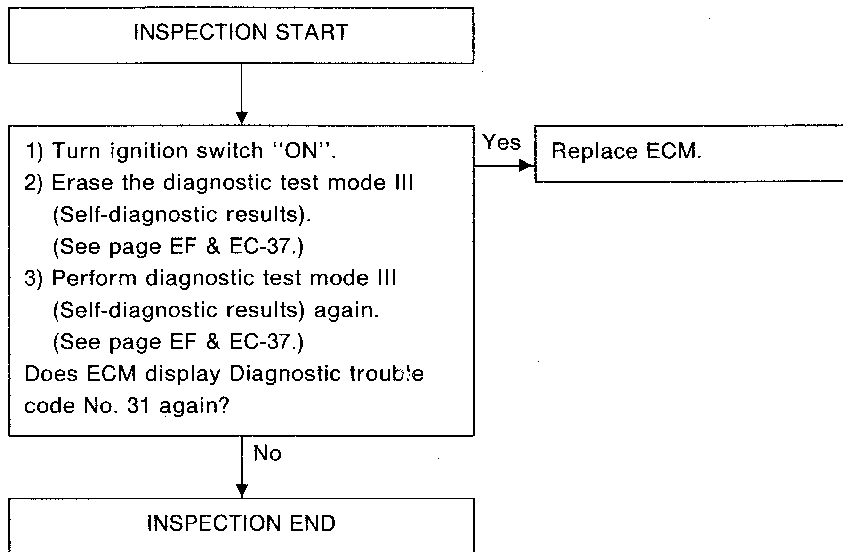 INSPECTION START
1) Turn ignition switch "ON".
2) Erase the diagnostic test mode III
(Self-diagnostic results).
(See page EF & EC-37.)
3) Perform diagnostic test mode III
(Self-diagnostic results) again.
(See page EF & EC-37.)
Does ECM display Diagnostic trouble
code No. 31 again?
Yes
Replace ECM.
No
INSPECTION END